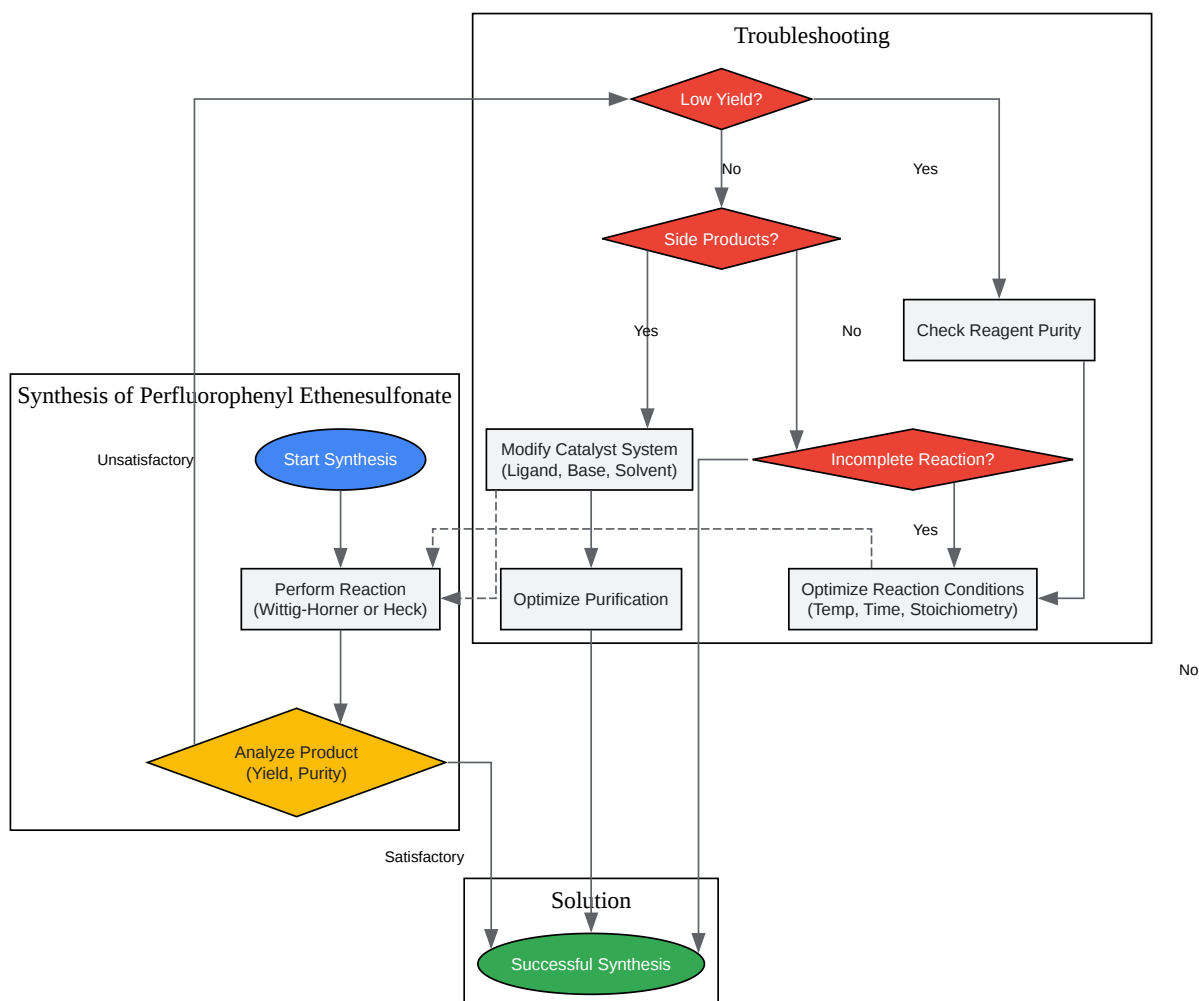 Troubleshooting
Low Yield?
No
Yes
Side Products?
Yes
No
Check Reagent Purity
Synthesis of Perfluorophenyl Ethenesulfonate
Unsatisfactory
Start Synthesis
Modify Catalyst System
(Ligand, Base, Solvent)
Incomplete Reaction?
Yes
Perform Reaction
(Wittig-Horner or Heck)
Optimize Purification
Optimize Reaction Conditions
(Temp, Time, Stoichiometry)
No
Analyze Product
(Yield, Purity)
Satisfactory
Solution
Successful Synthesis